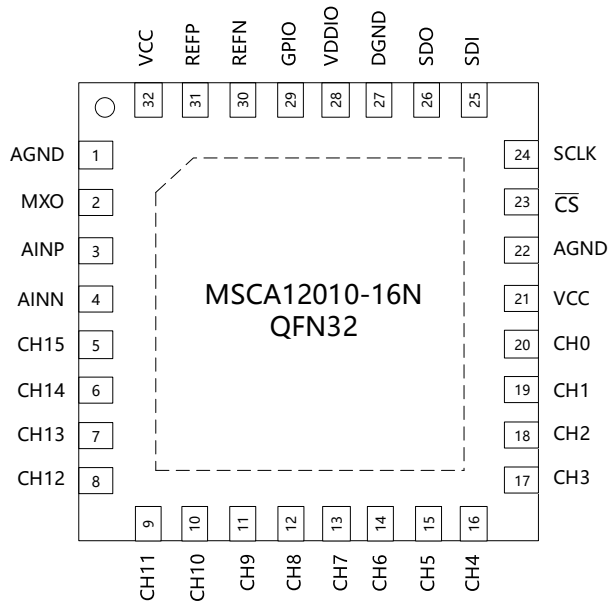 VCC REFP REFN GPIO VDDIO DGND SDO SDI
32 31 30 29 28 27 26 25
AGND 1
MXO 2
AINP 3
AINN 4
CH15 5
CH14 6
CH13 7
CH12 8
MSCA12010-16N
QFN32
24 SCLK
23 C̅S̅
22 AGND
21 VCC
20 CH0
19 CH1
18 CH2
17 CH3
9 10 11 12 13 14 15 16
CH11 CH10 CH9 CH8 CH7 CH6 CH5 CH4